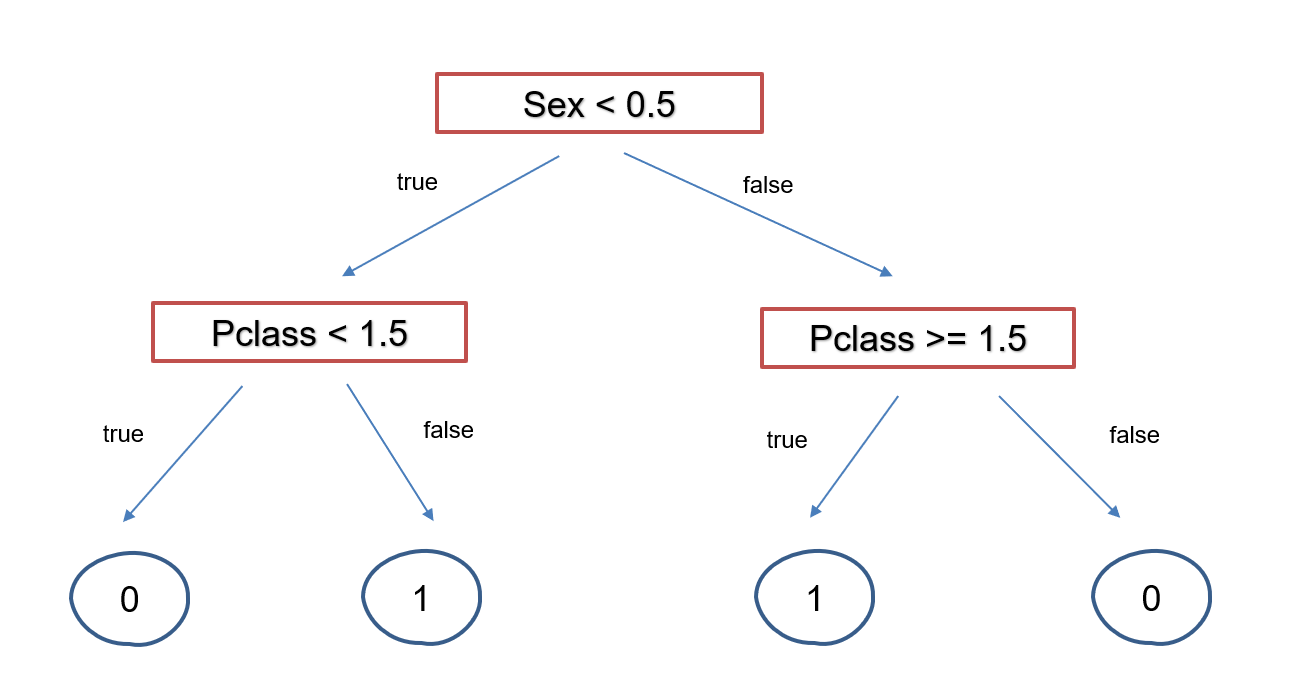 Sex < 0.5
true
false
Pclass < 1.5
Pclass >= 1.5
true
false
true
false
0
1
1
0